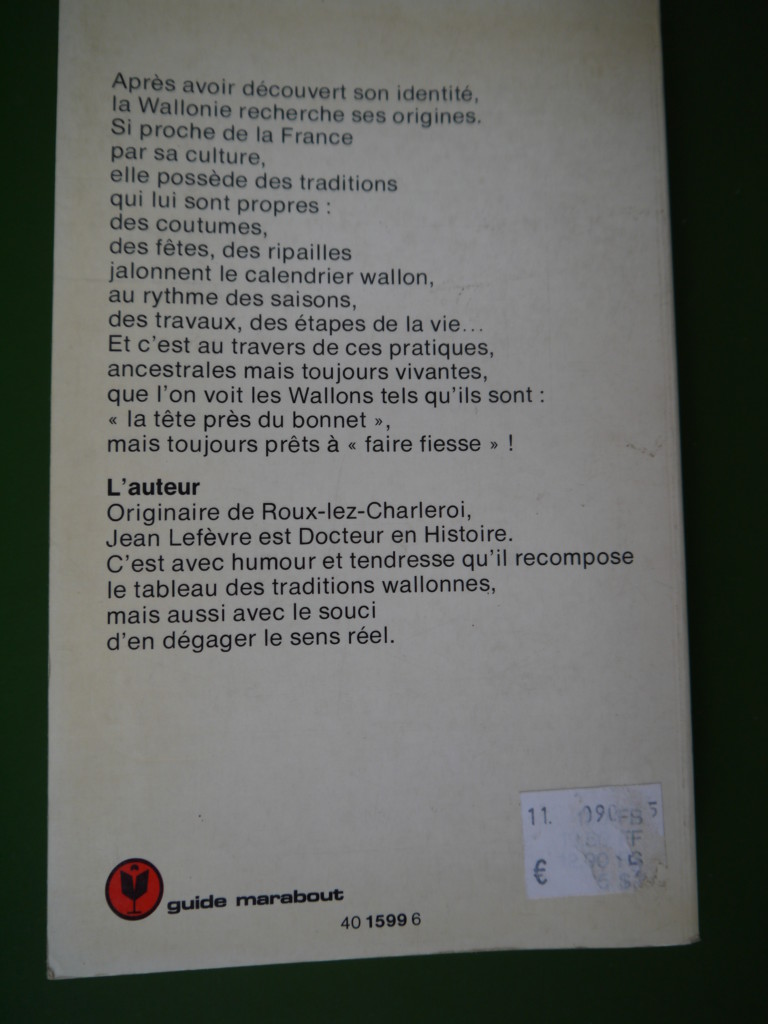 Après avoir découvert son identité,
la Wallonie recherche ses origines.
Si proche de la France
par sa culture,
elle possède des traditions
qui lui sont propres :
des coutumes,
des fêtes, des ripailles
jalonnent le calendrier wallon,
au rythme des saisons,
des travaux, des étapes de la vie...
Et c'est au travers de ces pratiques,
ancestrales mais toujours vivantes,
que l'on voit les Wallons tels qu'ils sont :
« la tête près du bonnet »,
mais toujours prêts à « faire fiesse » !
L'auteur
Originaire de Roux-lez-Charleroi,
Jean Lefèvre est Docteur en Histoire.
C'est avec humour et tendresse qu'il recompose
le tableau des traditions wallonnes,
mais aussi avec le souci
d'en dégager le sens réel.
guide marabout
40 1599 6
11.
€